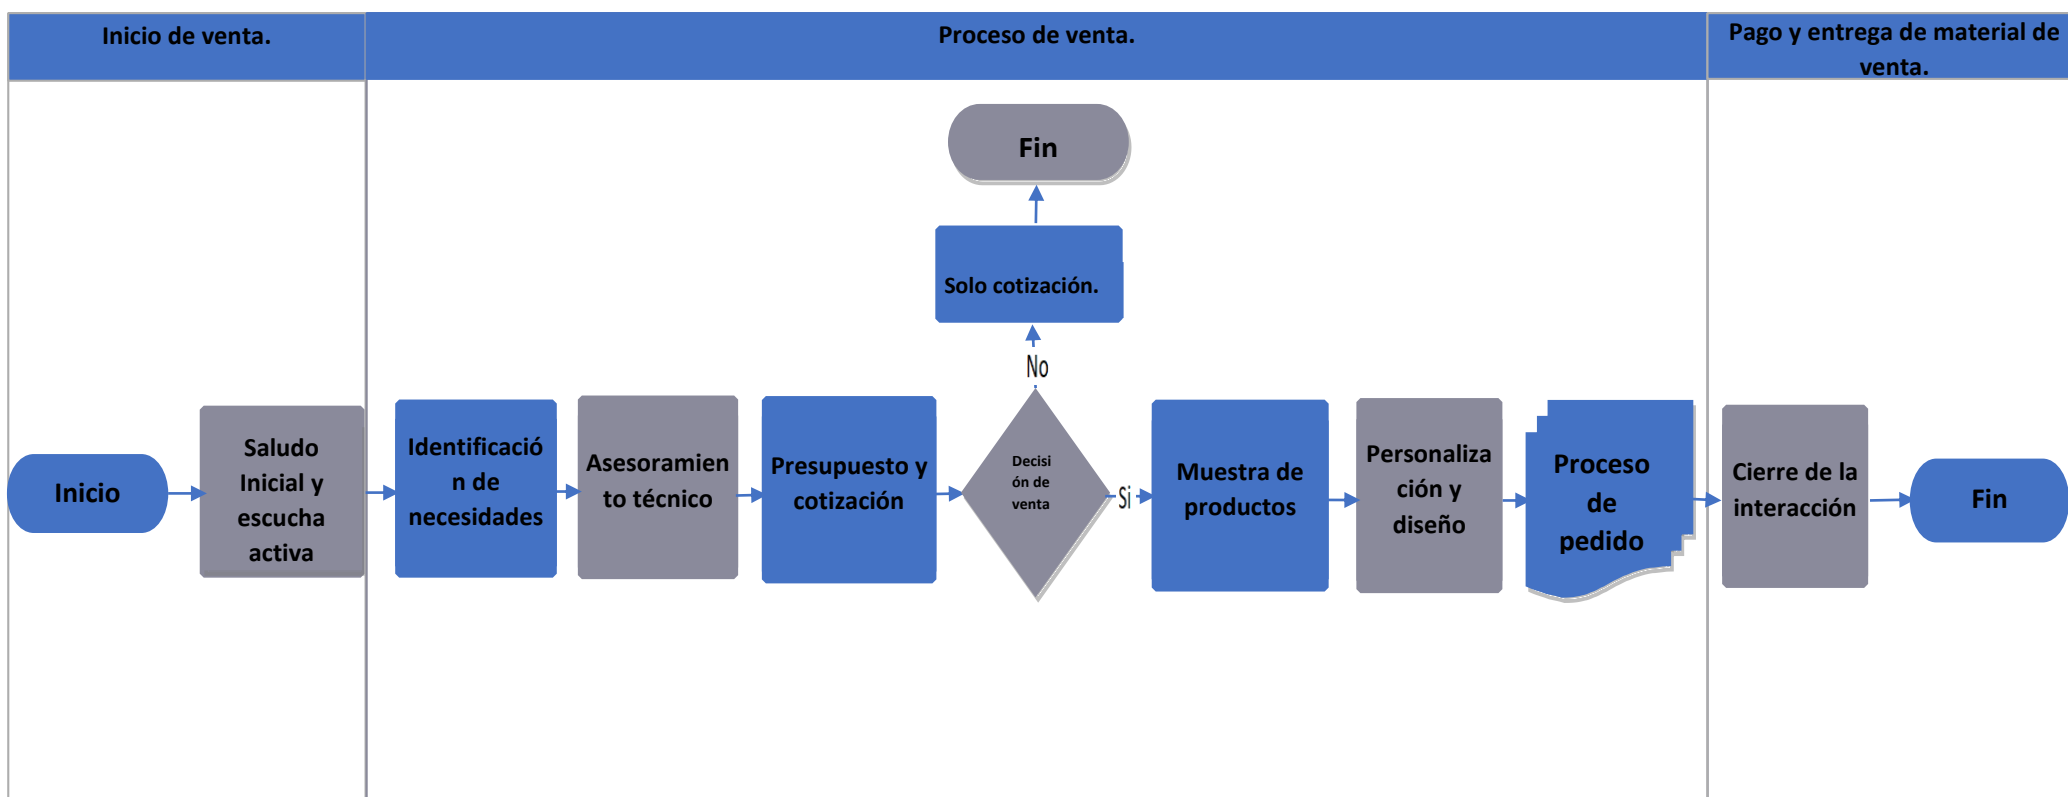 Inicio de venta.
Proceso de venta.
Pago y entrega de material de
venta.
Fin
Solo cotización.
No
Inicio
Saludo
Inicial y
escucha
activa
Identificació
n de
necesidades
Asesoramien
to técnico
Presupuesto y
cotización
Decisi
ón de
venta
Si
Muestra de
productos
Personaliza
ción y
diseño
Proceso
de
pedido
Cierre de la
interacción
Fin